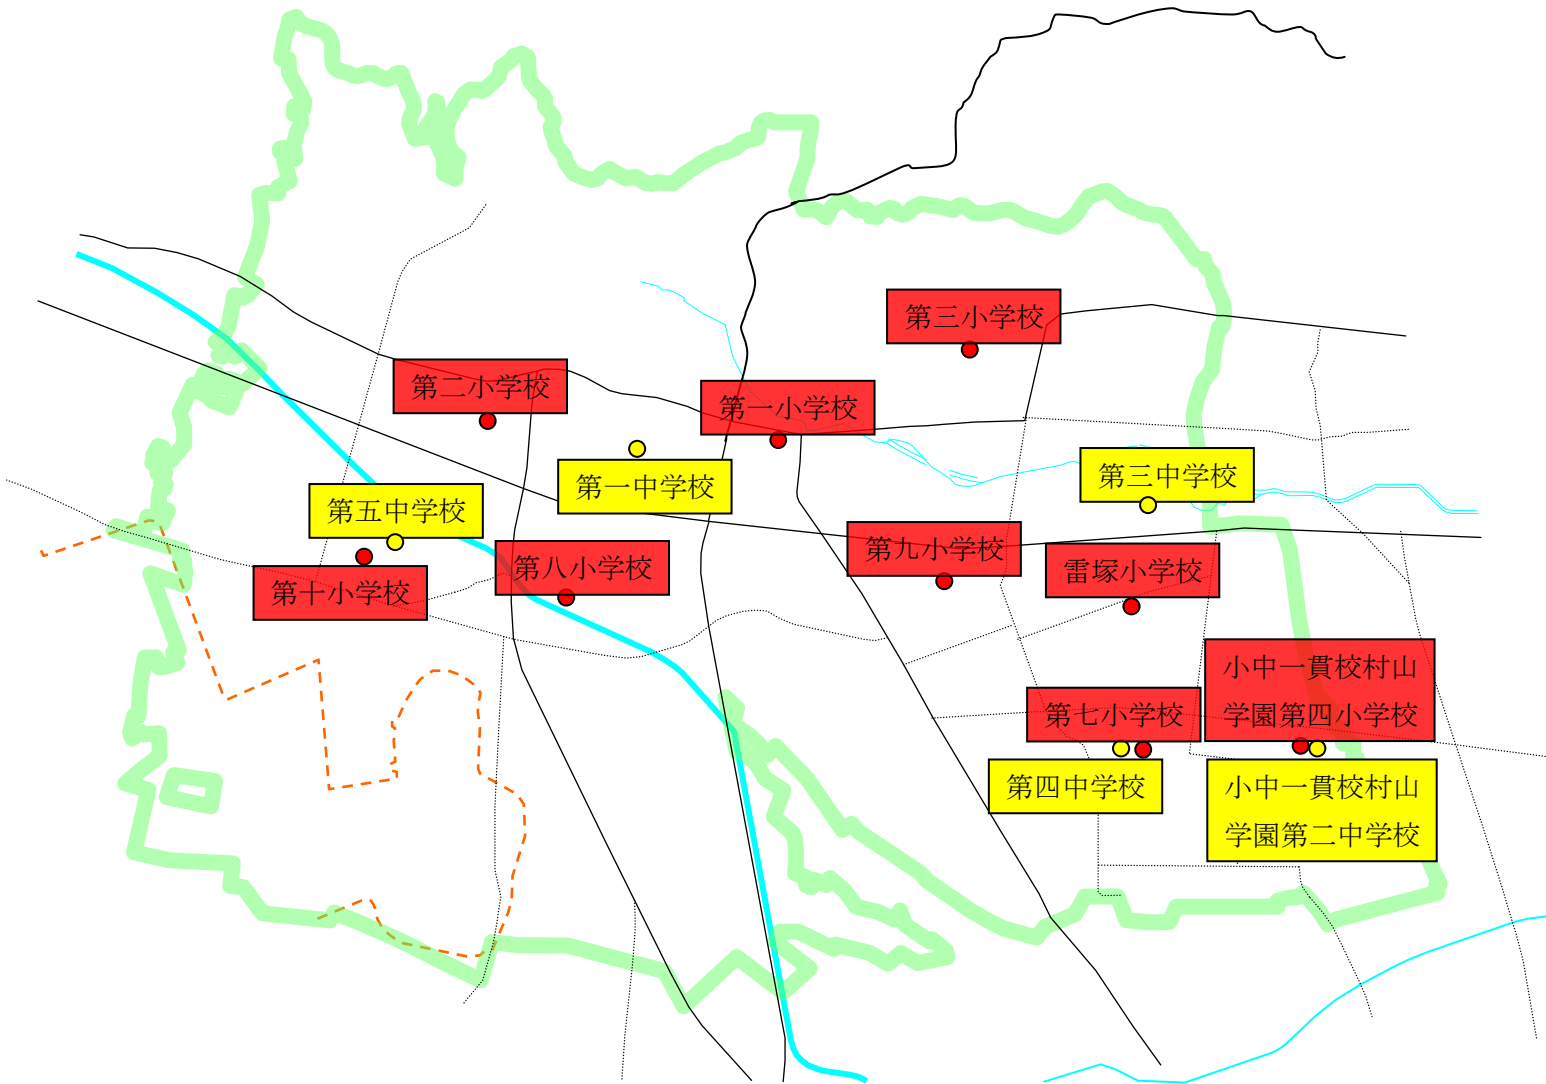 第三小学校
第二小学校
第一小学校
第三中学校
第一中学校
第五中学校
第九小学校
第八小学校
雷塚小学校
第十小学校
小中一貫校村山
学園第四小学校
第七小学校
第四中学校
小中一貫校村山
学園第二中学校